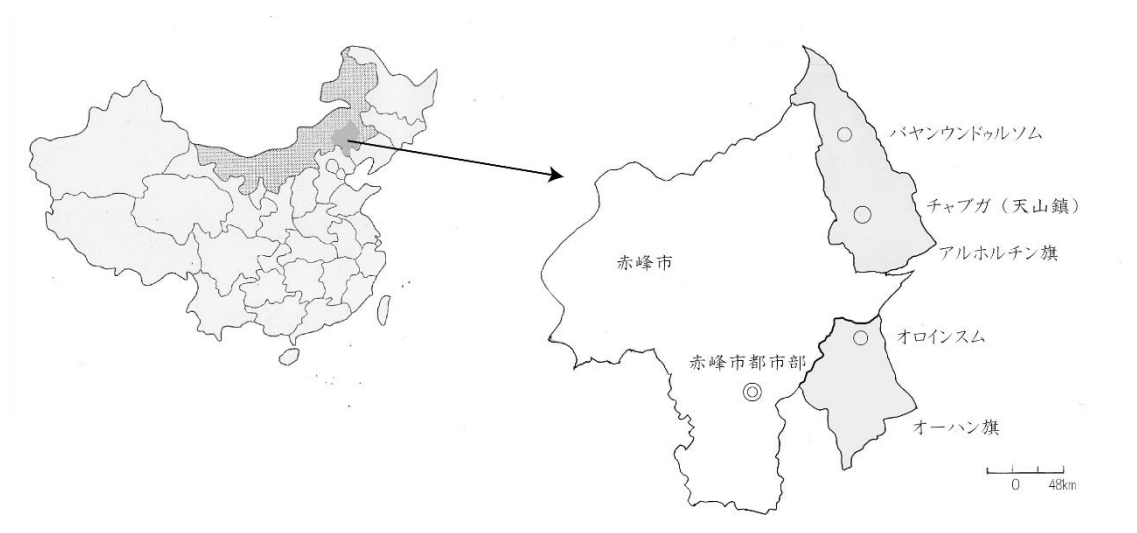 バヤンウンドゥルソム
チャブガ（天山鎮）
アルホルチン旗
赤峰市
オロインスム
赤峰市都市部
オーハン旗
0 48km